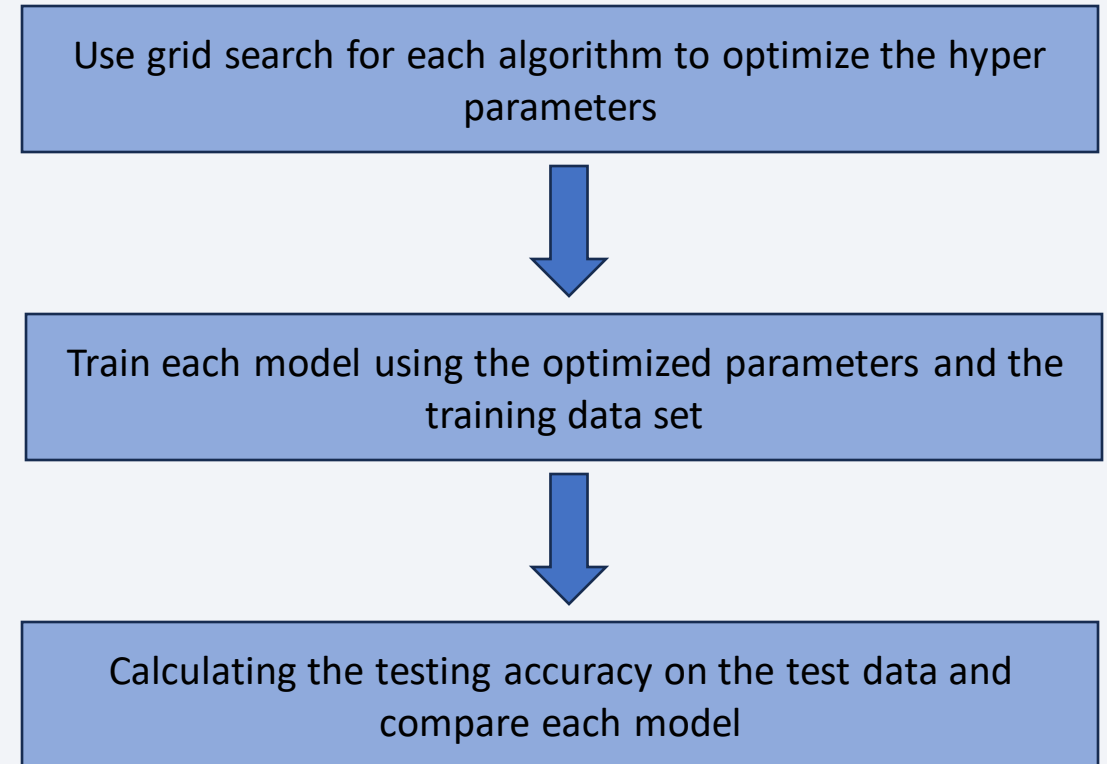 Use grid search for each algorithm to optimize the hyper
parameters
Train each model using the optimized parameters and the
training data set
Calculating the testing accuracy on the test data and
compare each model